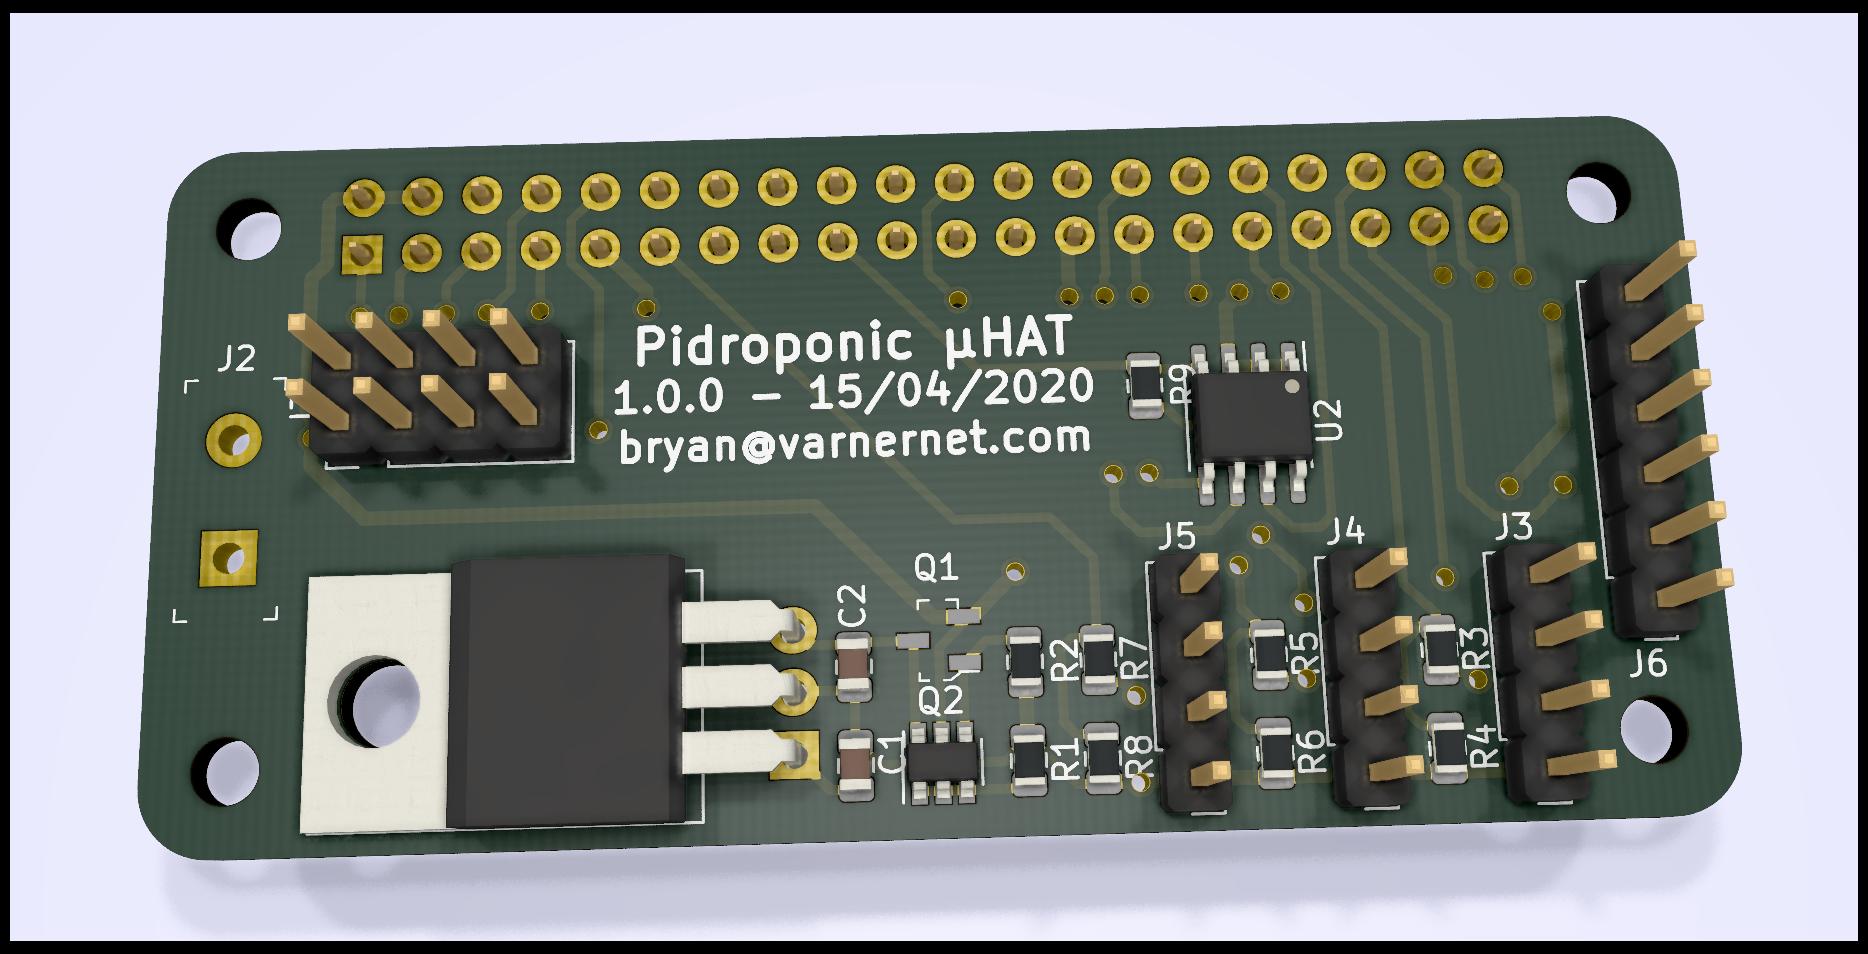 Pidroponic µHAT
1.0.0 - 15/04/2020
bryan@varnernet.com
J2
R9
U2
J5
J4
J3
Q1
C2
Q2
R2
R7
R5
R3
J6
C1
R1
R8
R6
R4